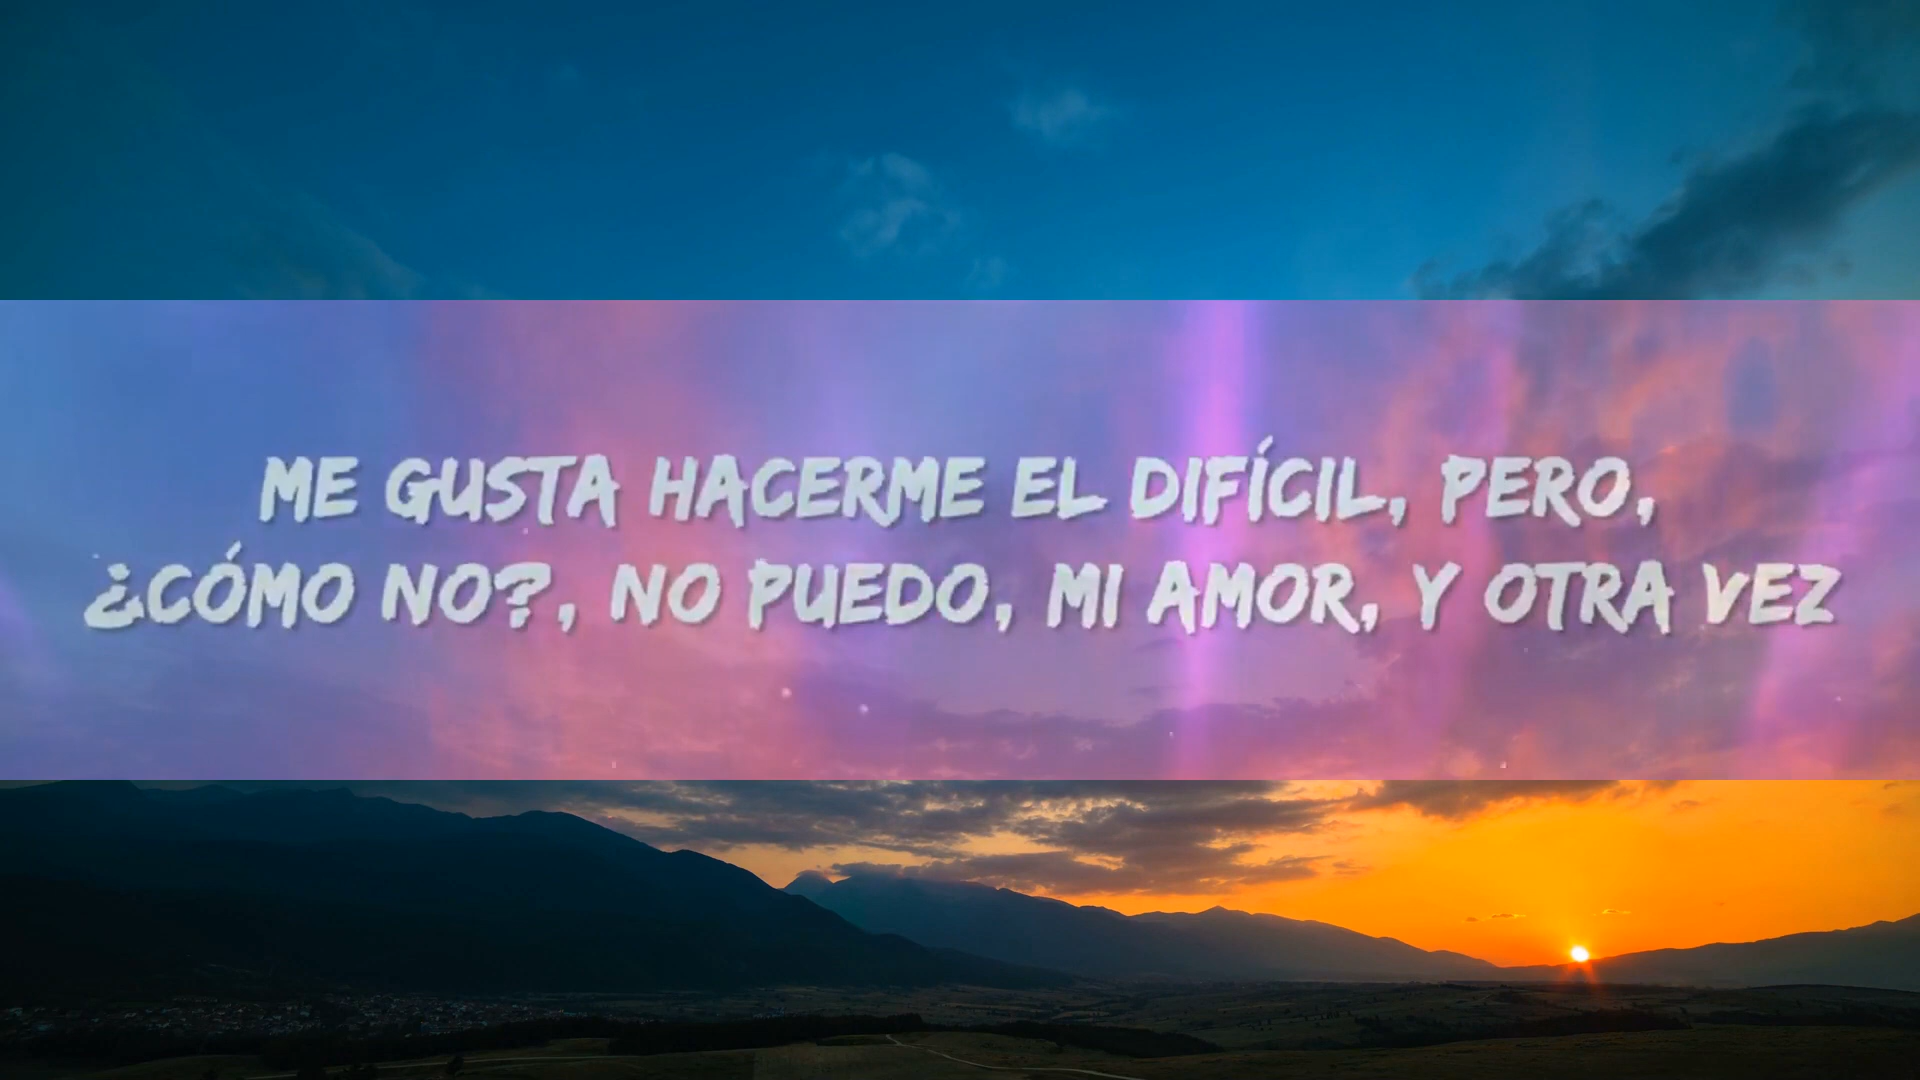 ME GUSTA HACERME EL DIFÍCIL, PERO,
¿CÓMO NO?, NO PUEDO, MI AMOR, Y OTRA VEZ